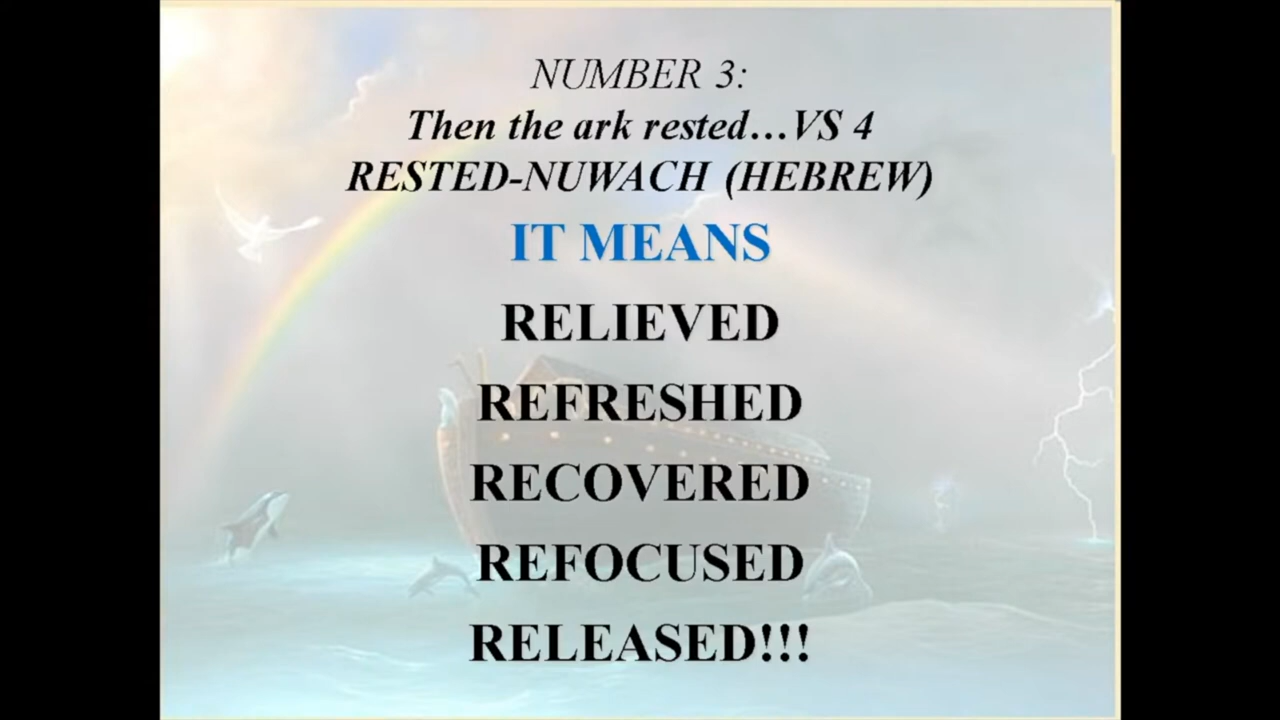 NUMBER 3:
Then the ark rested…VS 4
RESTED-NUWACH (HEBREW)
IT MEANS
RELIEVED
REFRESHED
RECOVERED
REFOCUSED
RELEASED!!!